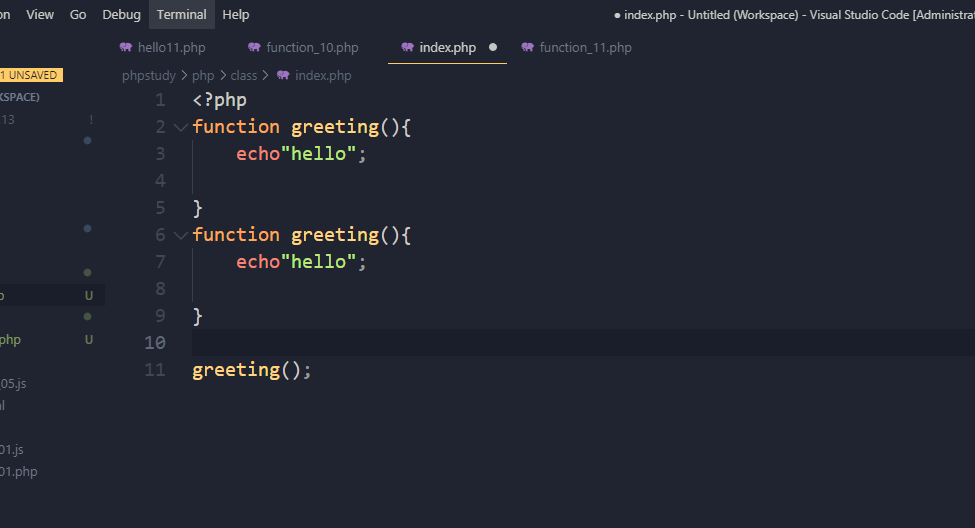 on View Go Debug Terminal Help ● index.php - Untitled (Workspace) - Visual Studio Code [Administrat
hello11.php function_10.php index.php ● function_11.php
1 UNSAVED
phpstudy > php > class > index.php
KSPACE)
13 !
1 <?php
2 function greeting(){
3 echo"hello";
4
5 }
6 function greeting(){
7 echo"hello";
8
9 }
10
11 greeting();
p U
php U
05.js
al
01.js
01.php